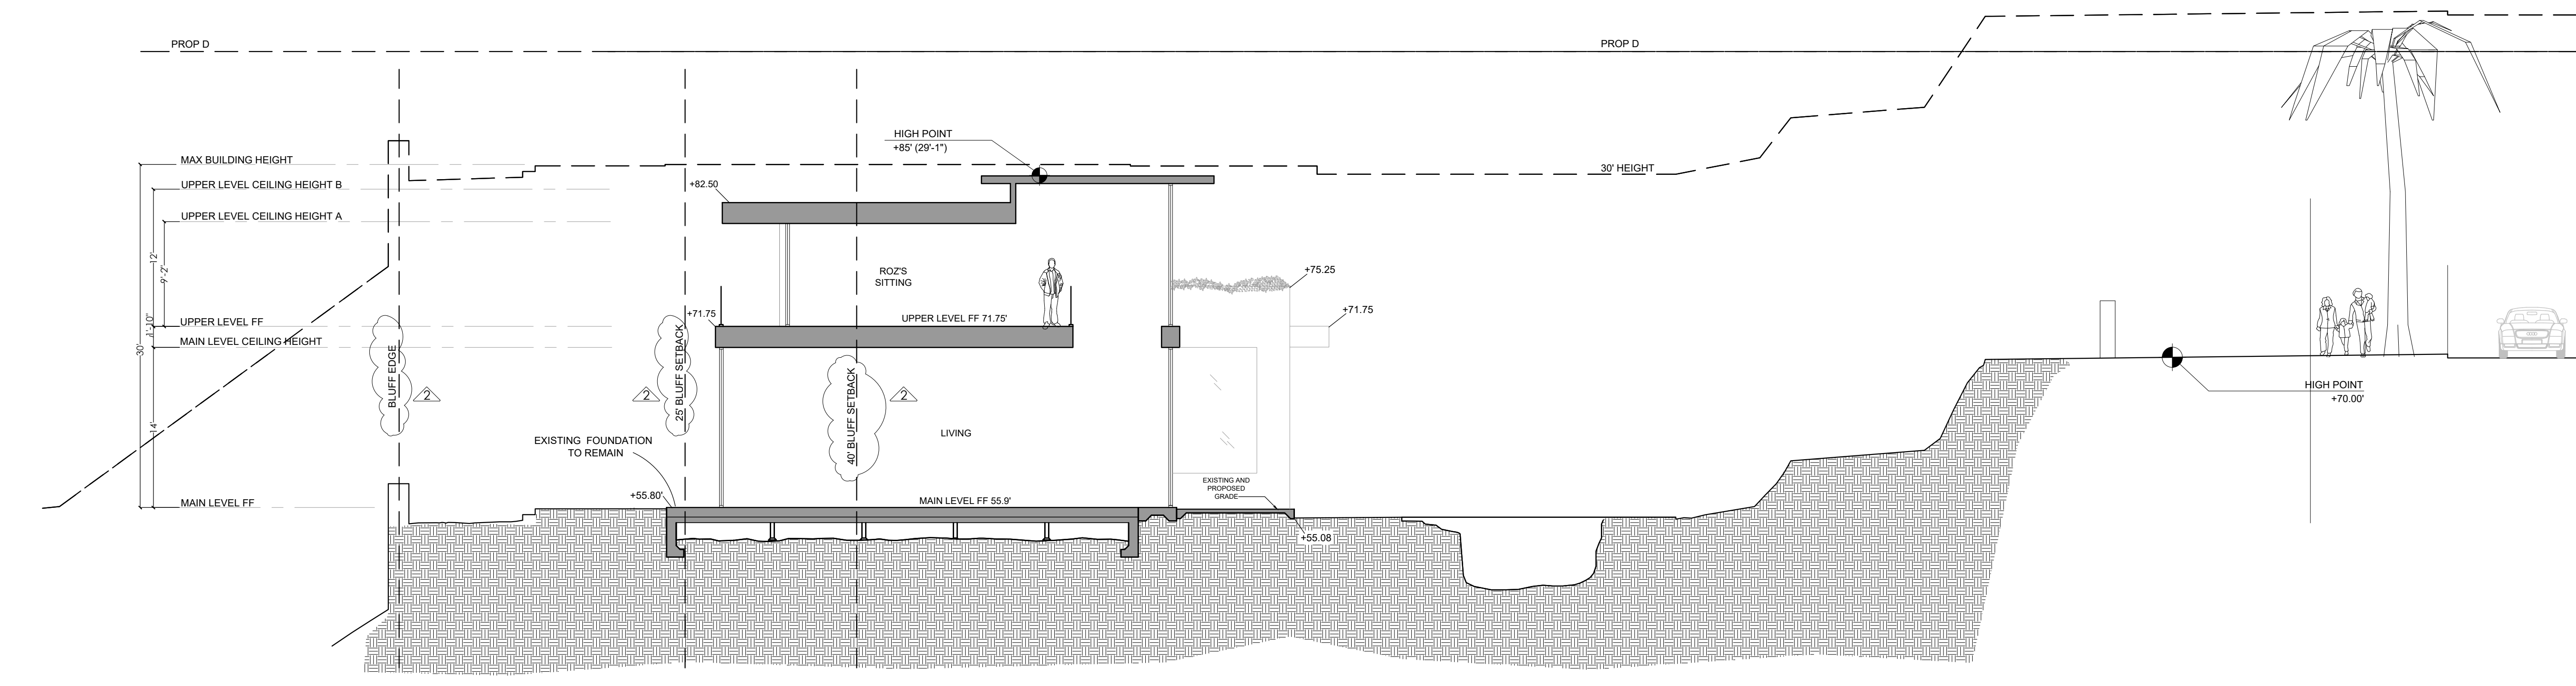 PROP D
PROP D
HIGH POINT
+85' (29'-1")
MAX BUILDING HEIGHT
30' HEIGHT
UPPER LEVEL CEILING HEIGHT B
+82.50
UPPER LEVEL CEILING HEIGHT A
12'
9'-2"
ROZ'S
SITTING
+75.25
+71.75
+71.75
UPPER LEVEL FF
UPPER LEVEL FF 71.75'
1'-10"
MAIN LEVEL CEILING HEIGHT
30'
BLUFF EDGE
25' BLUFF SETBACK
40' BLUFF SETBACK
2
2
2
HIGH POINT
+70.00'
14'
LIVING
EXISTING FOUNDATION
TO REMAIN
EXISTING AND
PROPOSED
GRADE
+55.80'
MAIN LEVEL FF
MAIN LEVEL FF 55.9'
+55.08